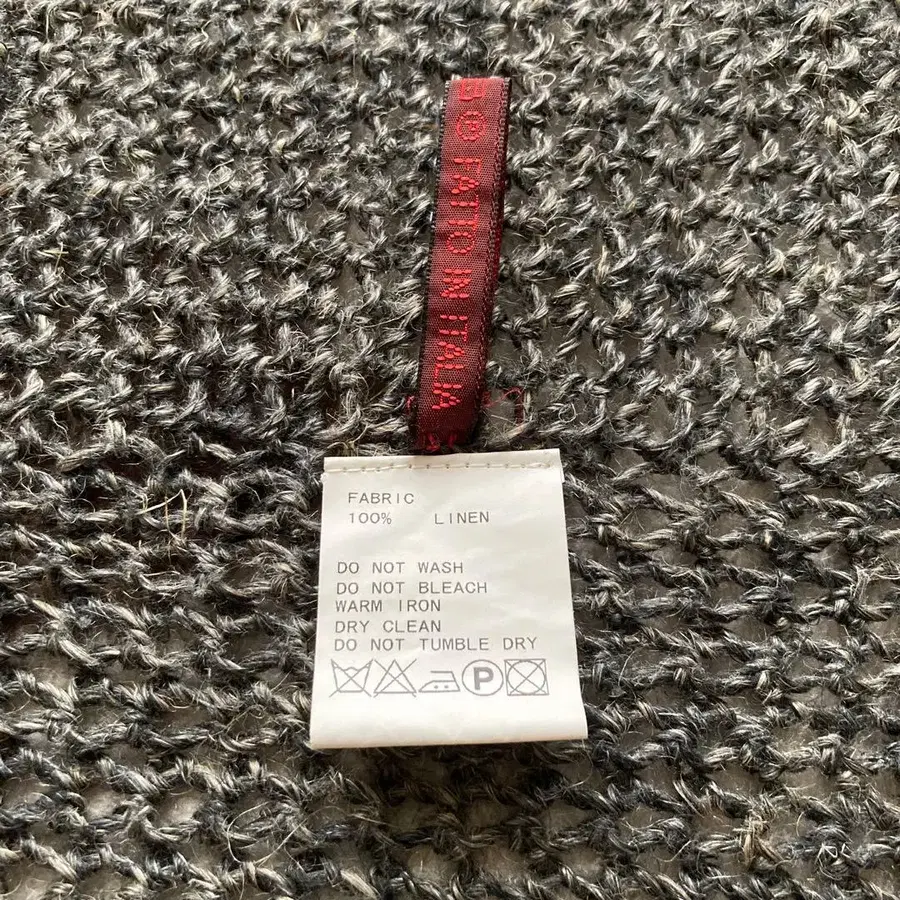 FATTO IN ITALIA
FABRIC
100% LINEN
DO NOT WASH
DO NOT BLEACH
WARM IRON
DRY CLEAN
DO NOT TUMBLE DRY
P